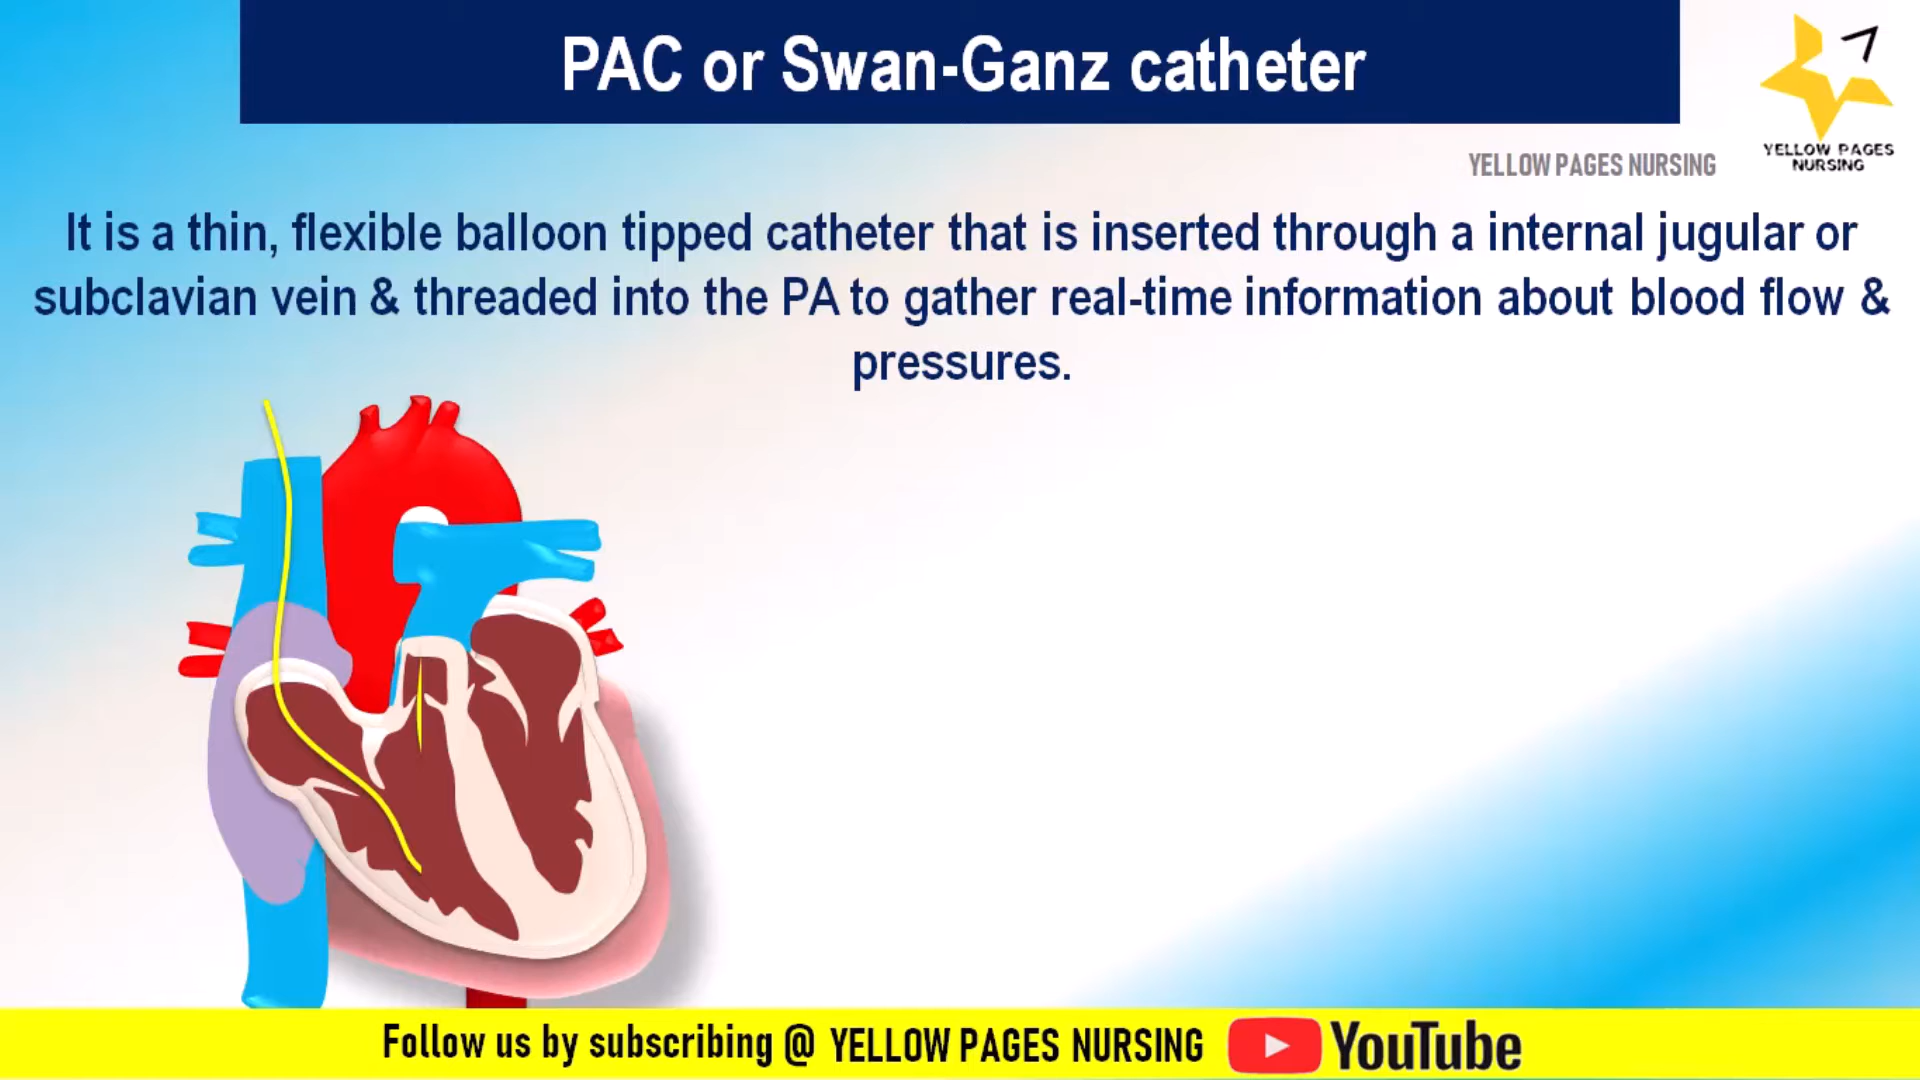 PAC or Swan-Ganz catheter
YELLOW PAGES
NURSING
YELLOW PAGES NURSING
It is a thin, flexible balloon tipped catheter that is inserted through a internal jugular or
subclavian vein & threaded into the PA to gather real-time information about blood flow &
pressures.
Follow us by subscribing @ YELLOW PAGES NURSING YouTube